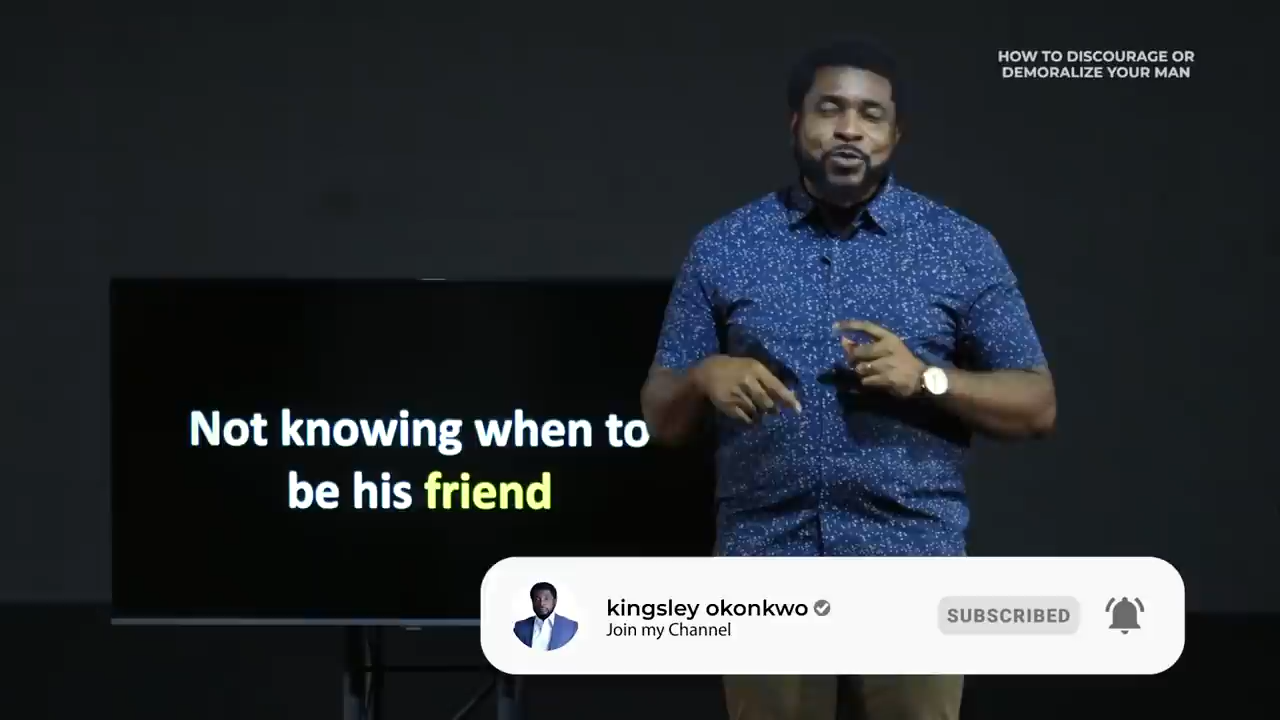 HOW TO DISCOURAGE OR
DEMORALIZE YOUR MAN
Not knowing when to
be his friend
kingsley okonkwo
Join my Channel
SUBSCRIBED